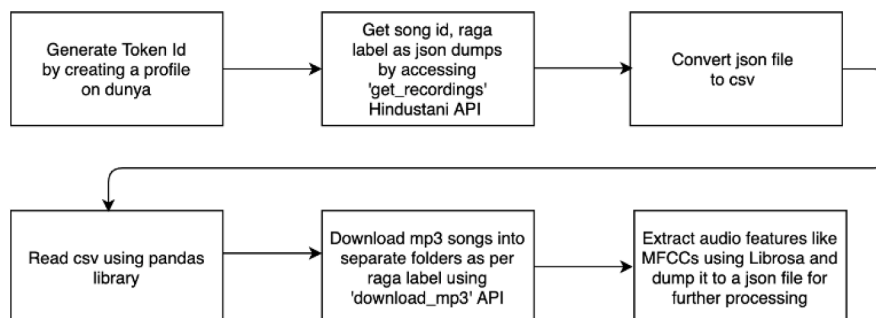 Generate Token Id
by creating a profile
on dunya
Get song id, raga
label as json dumps
by accessing
'get_recordings'
Hindustani API
Convert json file
to csv
Read csv using pandas
library
Download mp3 songs into
separate folders as per
raga label using
'download_mp3' API
Extract audio features like
MFCCs using Librosa and
dump it to a json file for
further processing